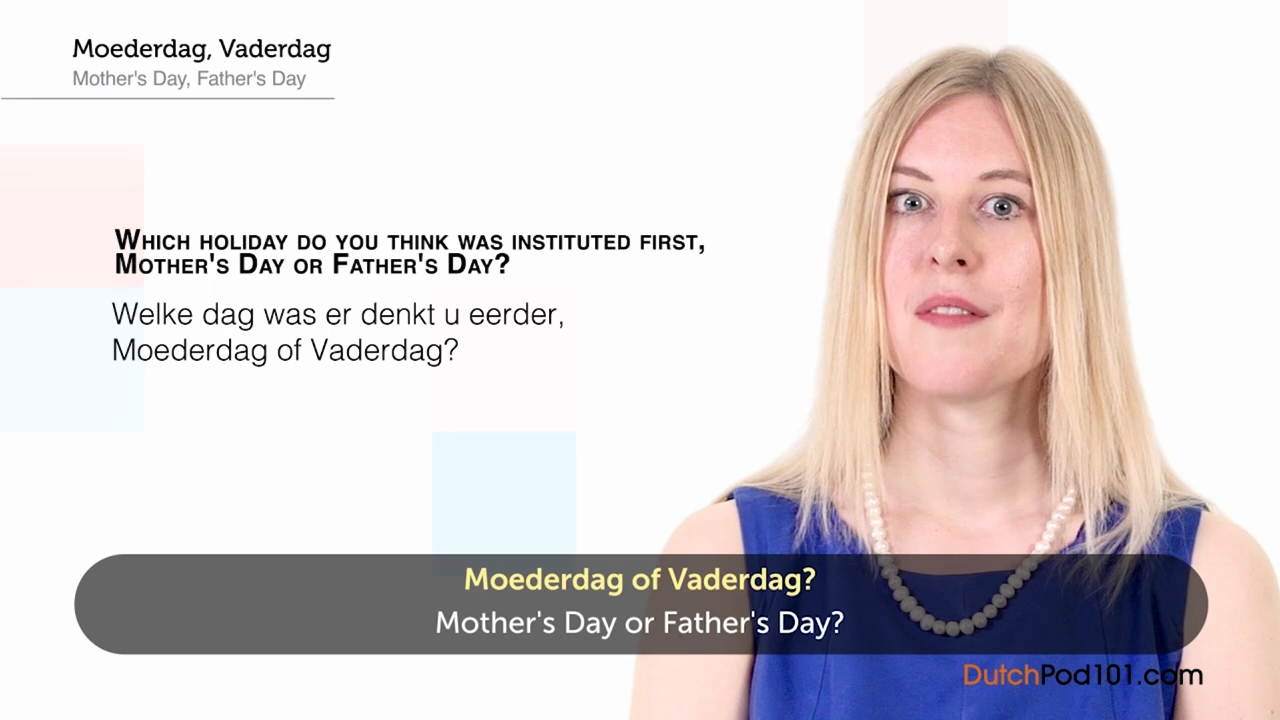 Moederdag, Vaderdag
Mother's Day, Father's Day
Which holiday do you think was instituted first,
Mother's Day or Father's Day?
Welke dag was er denkt u eerder,
Moederdag of Vaderdag?
Moederdag of Vaderdag?
Mother's Day or Father's Day?
DutchPod101.com